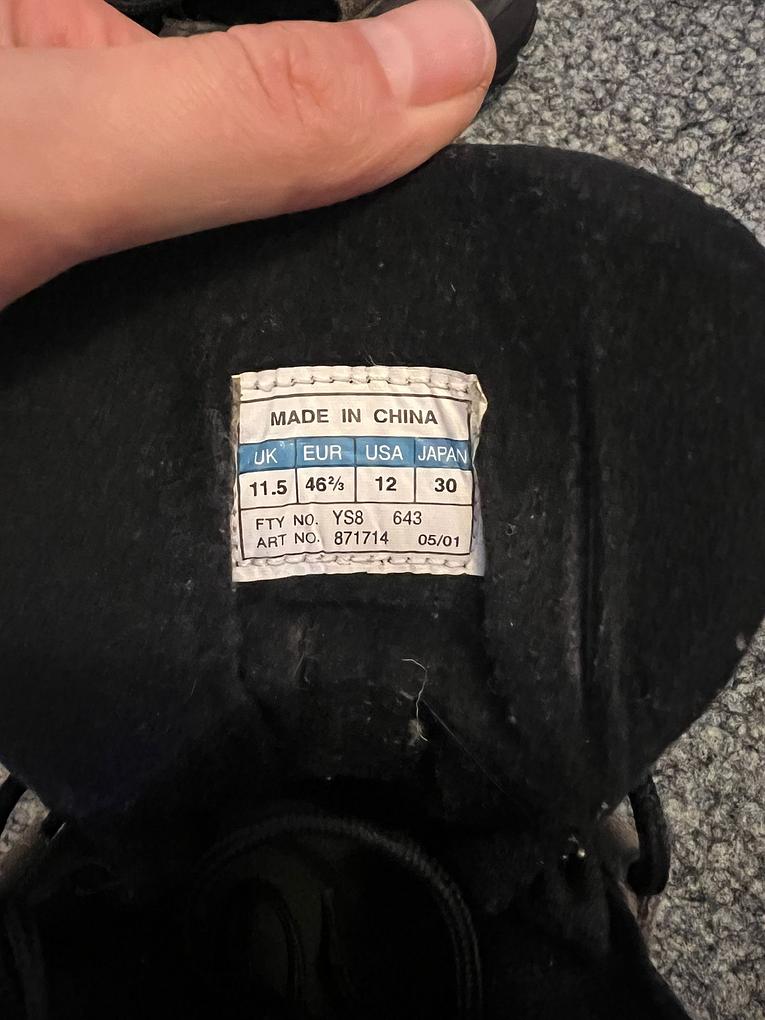 MADE IN CHINA
UK EUR USA JAPAN
11.5 46⅔ 12 30
FTY NO. YS8 643
ART NO. 871714 05/01